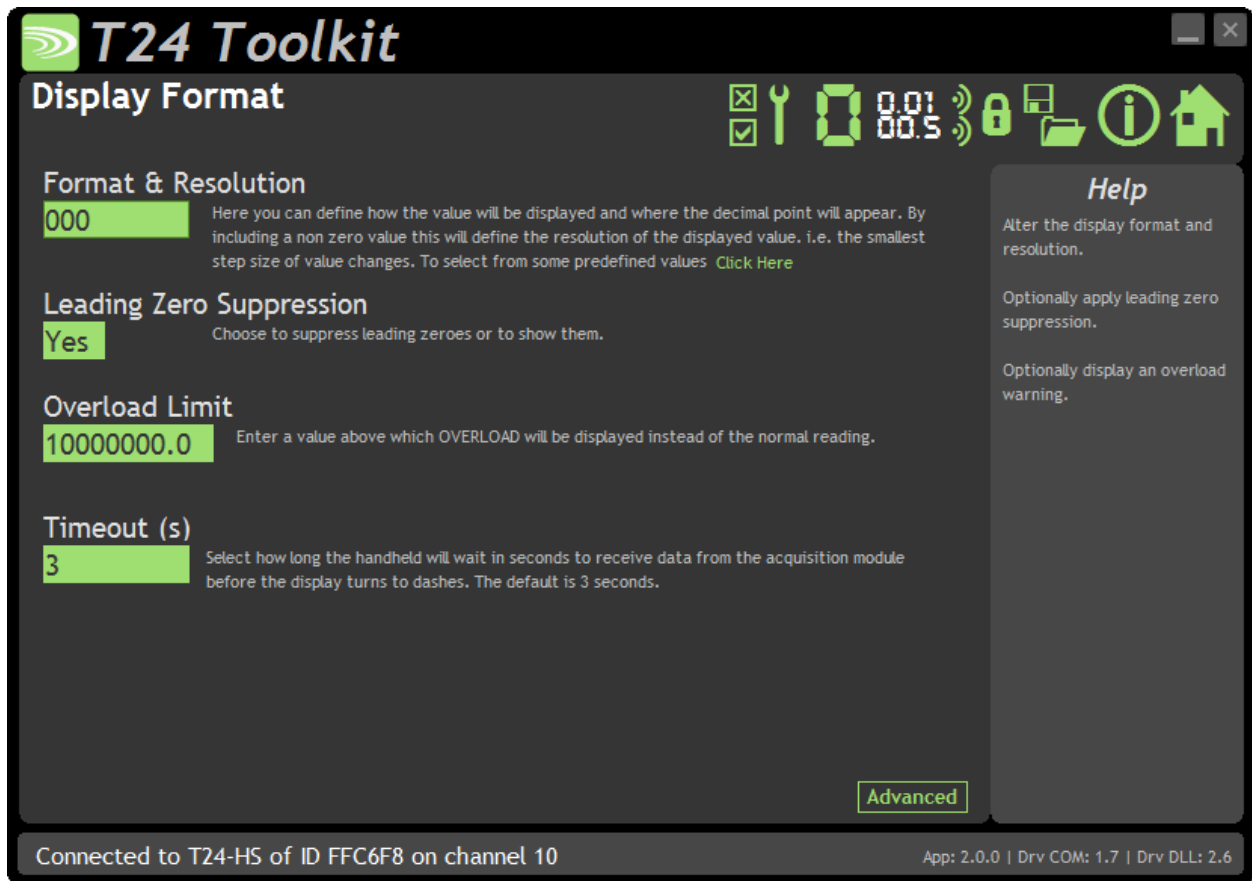 T24 Toolkit
Display Format
0.01
00.5
Format & Resolution
000
Here you can define how the value will be displayed and where the decimal point will appear. By
including a non zero value this will define the resolution of the displayed value. i.e. the smallest
step size of value changes. To select from some predefined values Click Here
Leading Zero Suppression
Yes
Choose to suppress leading zeroes or to show them.
Overload Limit
10000000.0
Enter a value above which OVERLOAD will be displayed instead of the normal reading.
Timeout (s)
3
Select how long the handheld will wait in seconds to receive data from the acquisition module
before the display turns to dashes. The default is 3 seconds.
Advanced
Help
Alter the display format and
resolution.
Optionally apply leading zero
suppression.
Optionally display an overload
warning.
Connected to T24-HS of ID FFC6F8 on channel 10
App: 2.0.0 | Drv COM: 1.7 | Drv DLL: 2.6